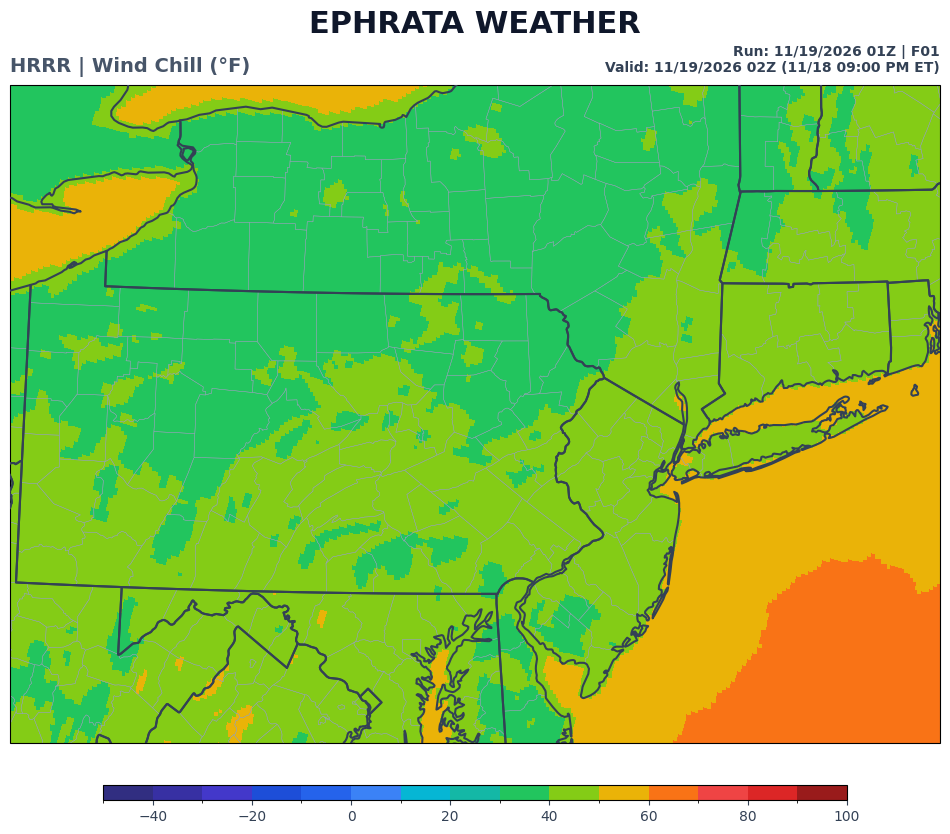 EPHRATA WEATHER
HRRR | Wind Chill (°F)
Run: 11/19/2026 01Z | F01
Valid: 11/19/2026 02Z (11/18 09:00 PM ET)
−40 −20 0 20 40 60 80 100